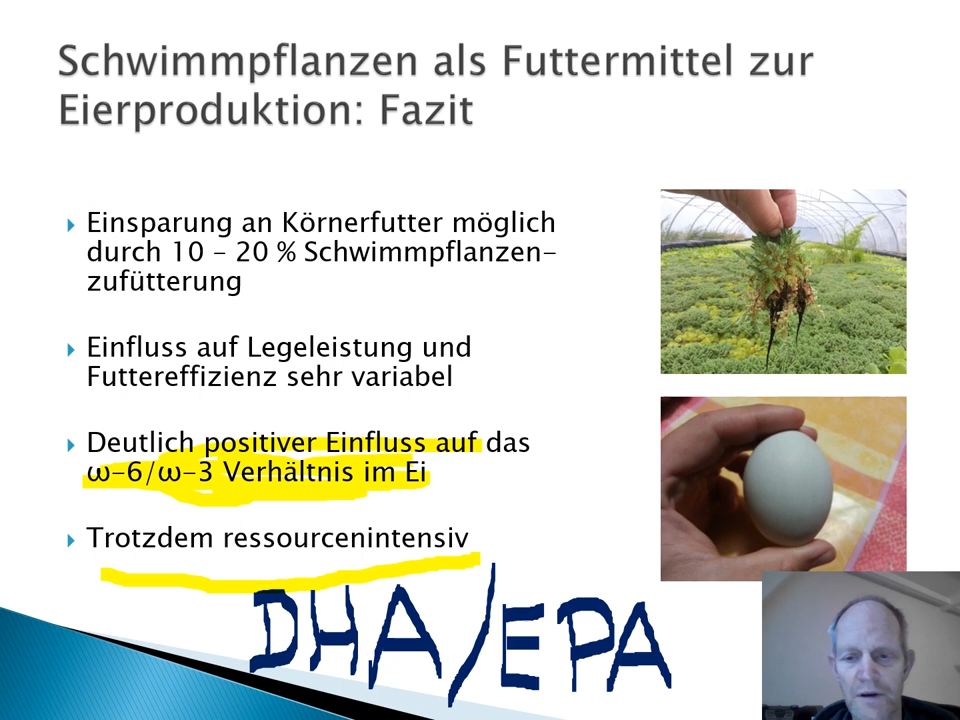 Schwimmpflanzen als Futtermittel zur
Eierproduktion: Fazit
Einsparung an Körnerfutter möglich
durch 10 – 20 % Schwimmpflanzen-
zufütterung
Einfluss auf Legeleistung und
Futtereffizienz sehr variabel
Deutlich positiver Einfluss auf das
ω-6/ω-3 Verhältnis im Ei
Trotzdem ressourcenintensiv
DHA/EPA